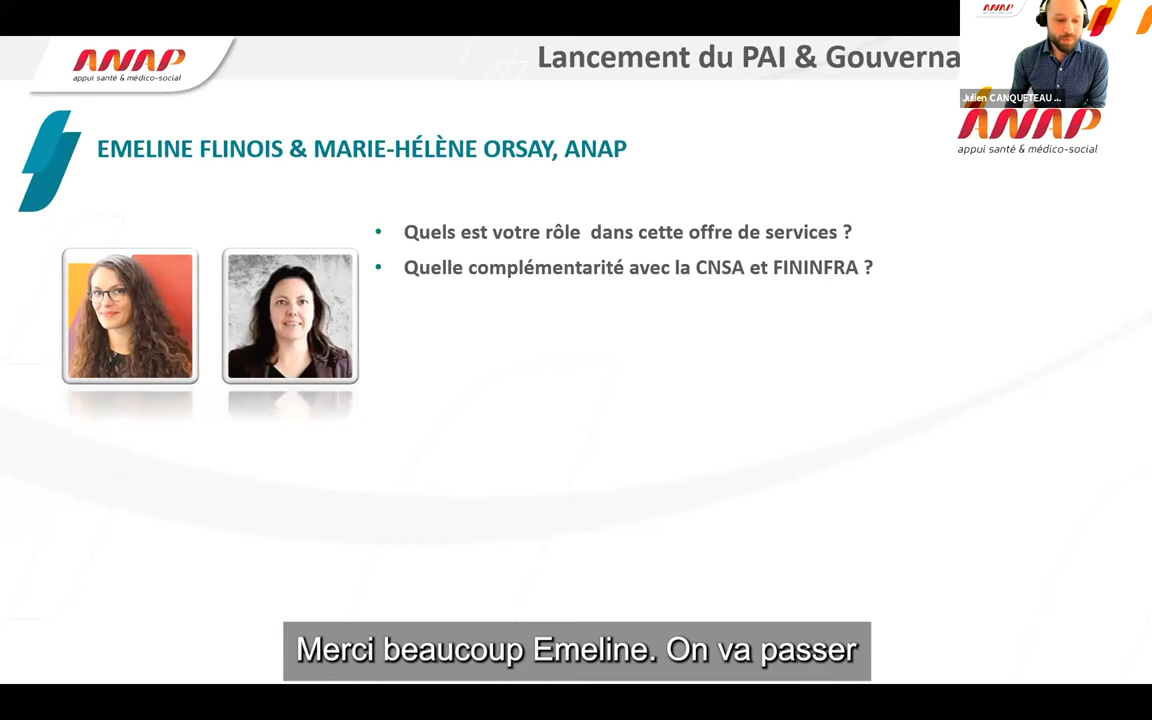 ANAP
appui santé & médico-social
Lancement du PAI & Gouverna
ANAP
Julien CANQUETEAU ...
ANAP
appui santé & médico-social
EMELINE FLINOIS & MARIE-HÉLÈNE ORSAY, ANAP
• Quels est votre rôle dans cette offre de services ?
• Quelle complémentarité avec la CNSA et FININFRA ?
Merci beaucoup Emeline. On va passer